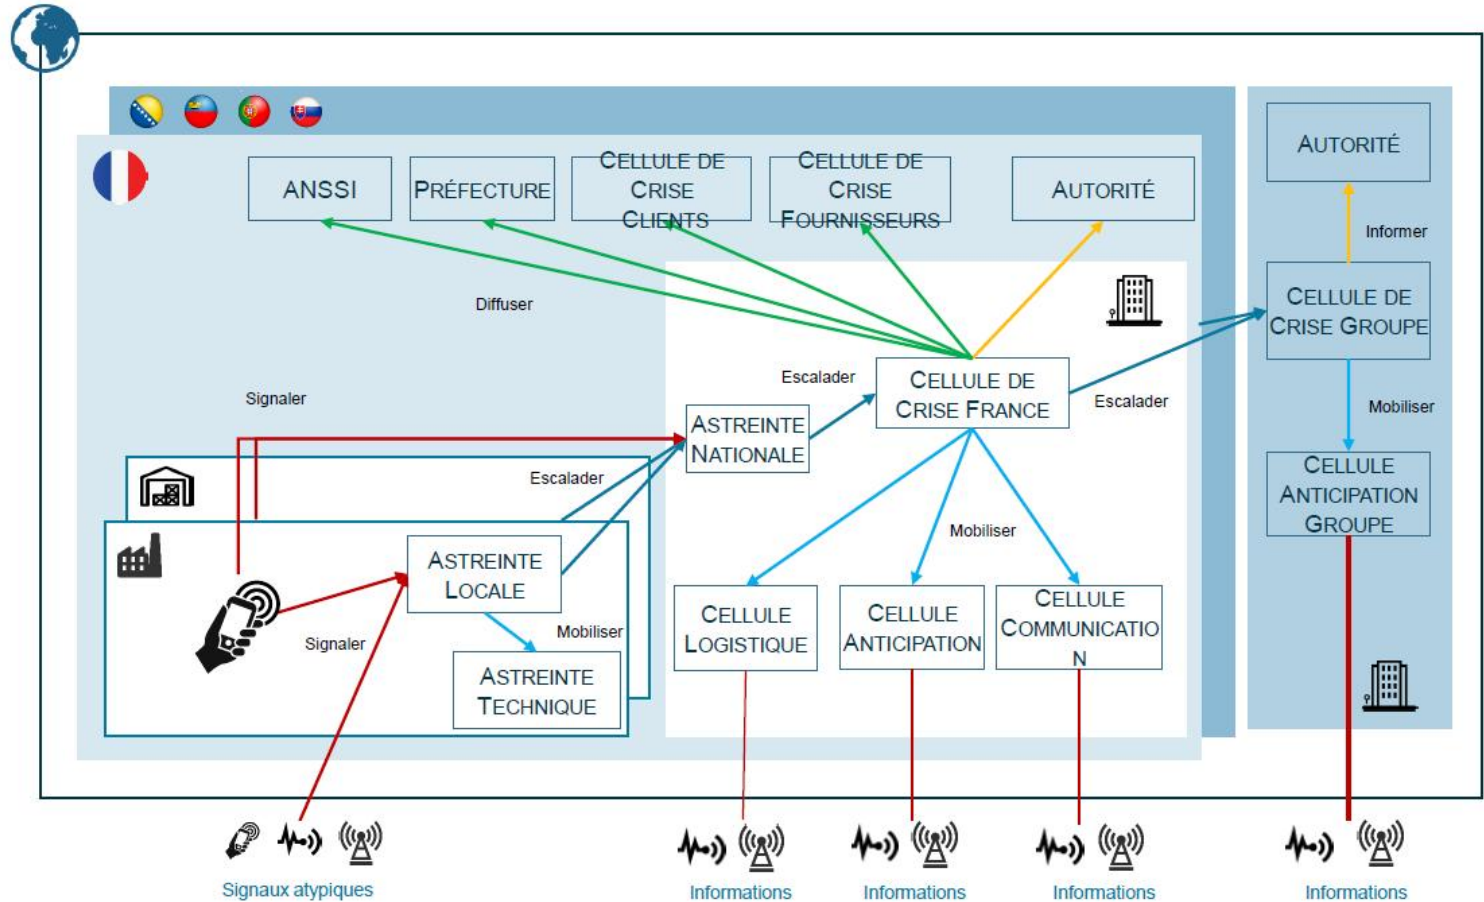 AUTORITÉ
ANSSI
PRÉFECTURE
CELLULE DE
CRISE
CLIENTS
CELLULE DE
CRISE
FOURNISSEURS
AUTORITÉ
Informer
Diffuser
CELLULE DE
CRISE GROUPE
Escalader
CELLULE DE
CRISE FRANCE
Escalader
Signaler
Mobiliser
ASTREINTE
NATIONALE
Escalader
CELLULE
ANTICIPATION
GROUPE
Mobiliser
ASTREINTE
LOCALE
Signaler
Mobiliser
CELLULE
LOGISTIQUE
CELLULE
ANTICIPATION
CELLULE
COMMUNICATIO
N
ASTREINTE
TECHNIQUE
Signaux atypiques
Informations
Informations
Informations
Informations